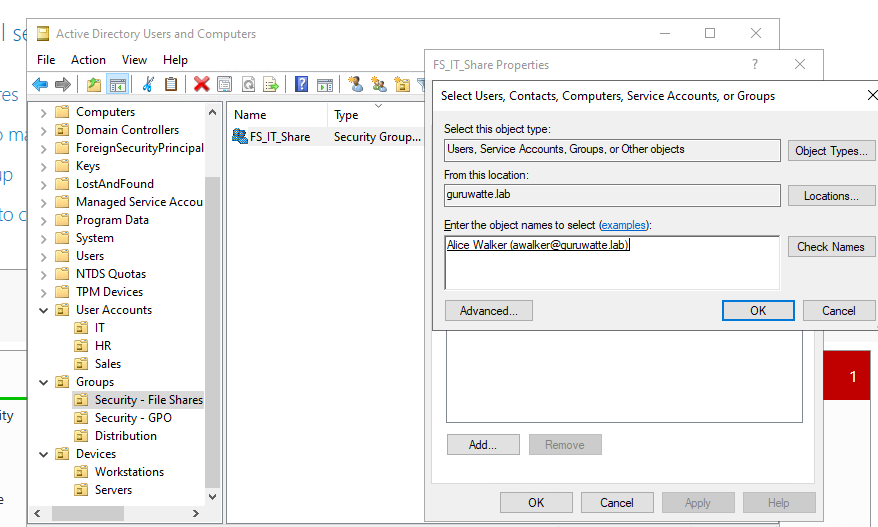 Active Directory Users and Computers
File Action View Help
Computers
Domain Controllers
ForeignSecurityPrincipal
Keys
LostAndFound
Managed Service Accou
Program Data
System
Users
NTDS Quotas
TPM Devices
User Accounts
IT
HR
Sales
Groups
Security - File Shares
Security - GPO
Distribution
Devices
Workstations
Servers
Name Type
FS_IT_Share Security Group...
FS_IT_Share Properties
Select Users, Contacts, Computers, Service Accounts, or Groups
Select this object type:
Users, Service Accounts, Groups, or Other objects
Object Types...
From this location:
guruwatte.lab
Locations...
Enter the object names to select (examples):
Alice Walker (awalker@guruwatte.lab)
Check Names
Advanced... OK Cancel
Add... Remove
OK Cancel Apply Help
1